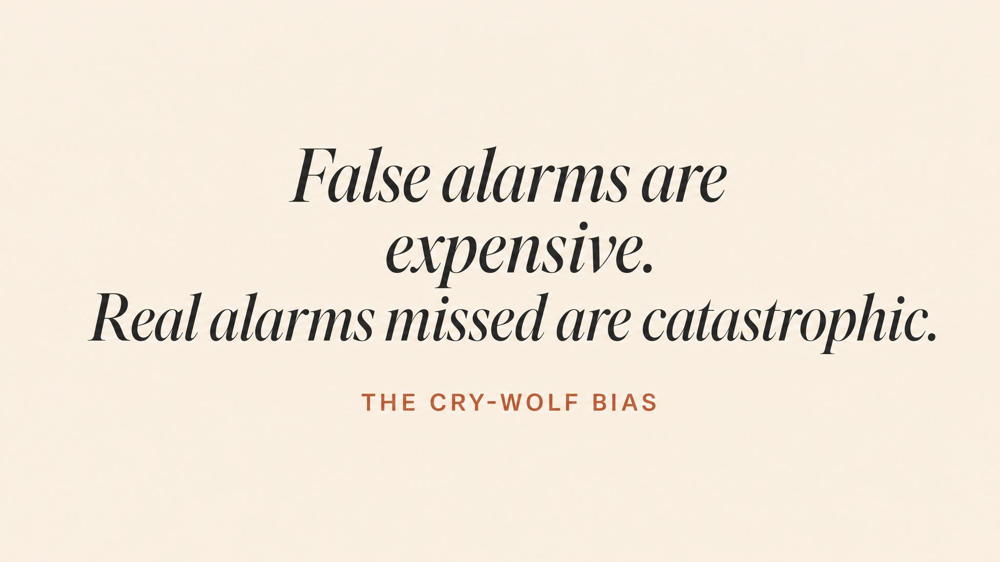 False alarms are
expensive.
Real alarms missed are catastrophic.
THE CRY-WOLF BIAS